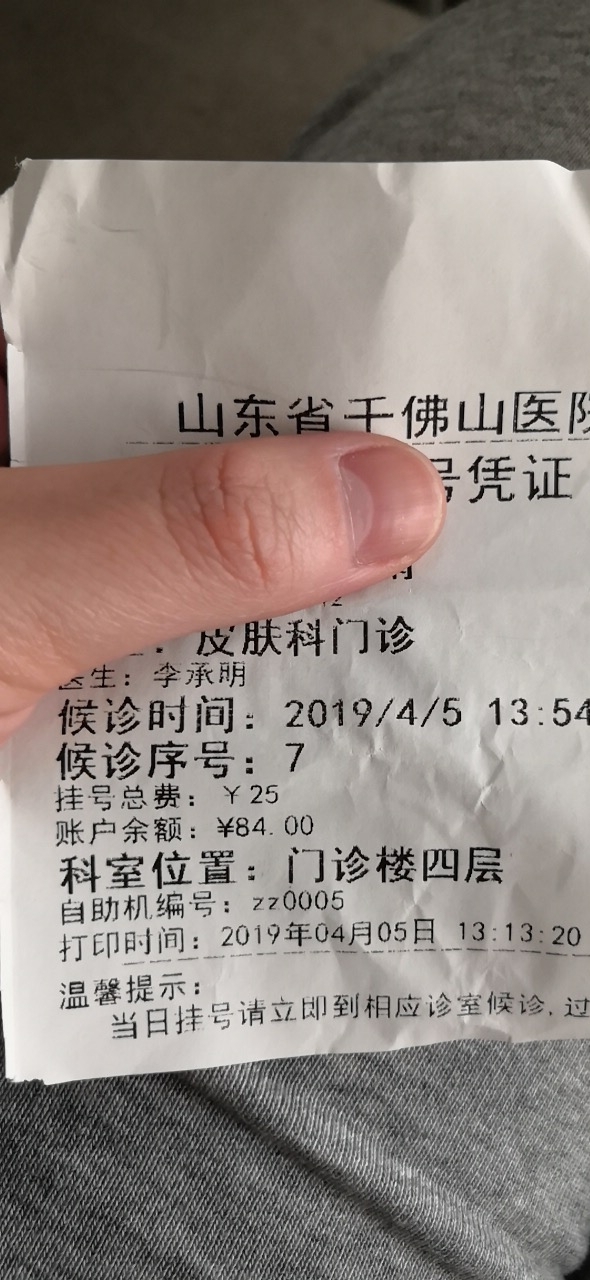 山东省千佛山医院
号凭证
皮肤科门诊
医生：李承明
候诊时间：2019/4/5 13:54
候诊序号：7
挂号总费：￥25
账户余额：¥84.00
科室位置：门诊楼四层
自助机编号：zz0005
打印时间：2019年04月05日 13:13:20
温馨提示：
当日挂号请立即到相应诊室候诊,过